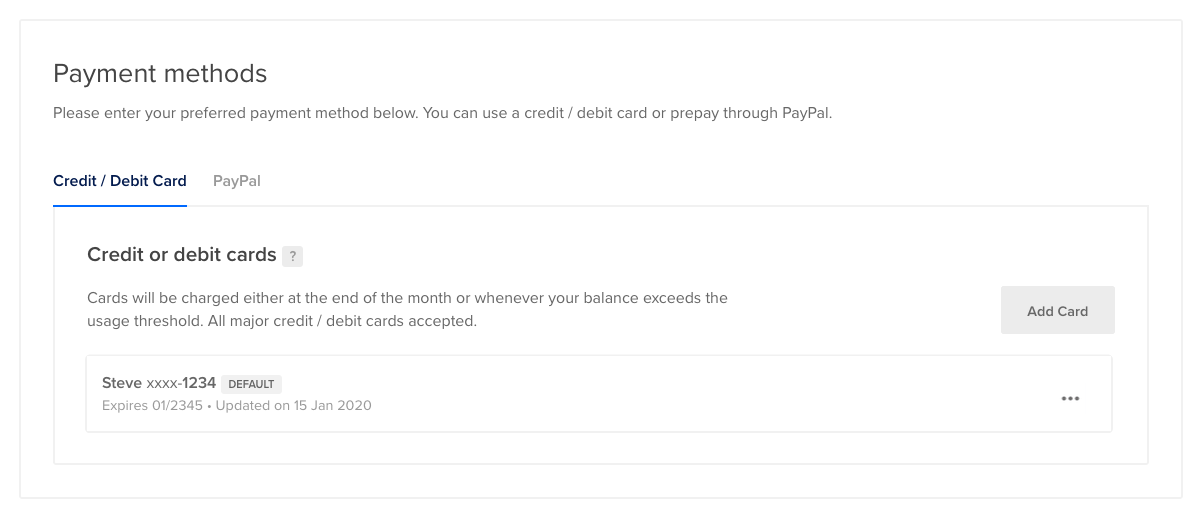 Payment methods
Please enter your preferred payment method below. You can use a credit / debit card or prepay through PayPal.
Credit / Debit Card PayPal
Credit or debit cards ?
Cards will be charged either at the end of the month or whenever your balance exceeds the
usage threshold. All major credit / debit cards accepted.
Add Card
Steve xxxx-1234 DEFAULT
Expires 01/2345 • Updated on 15 Jan 2020